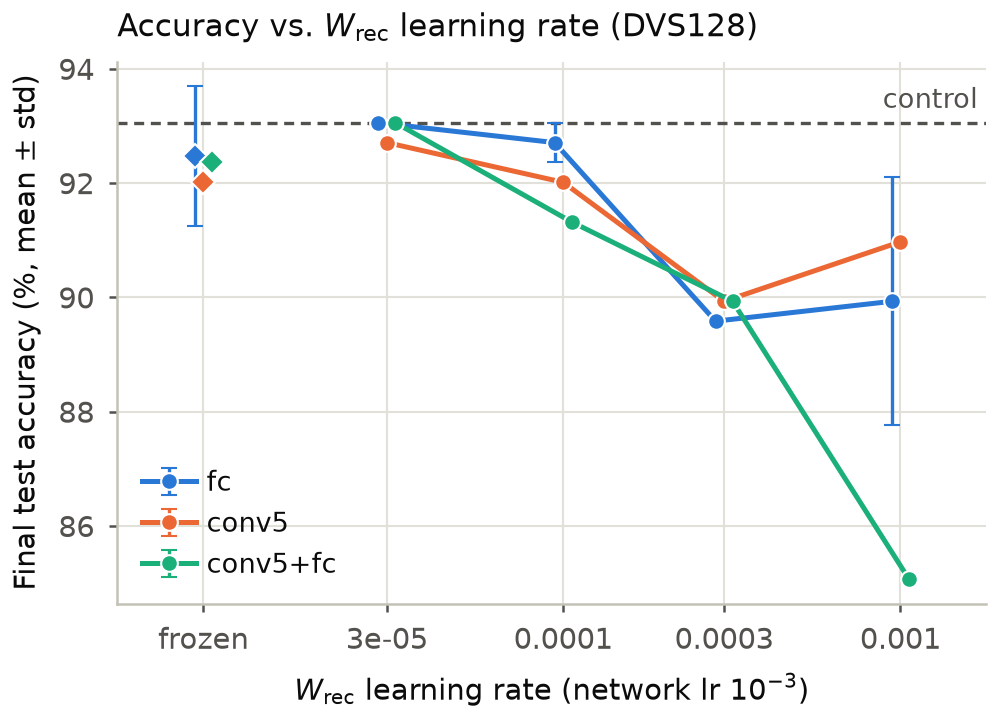 Accuracy vs. W_rec learning rate (DVS128)
94
93
92
90
88
86
Final test accuracy (%, mean ± std)
control
fc
conv5
conv5+fc
frozen
3e-05
0.0001
0.0003
0.001
W_rec learning rate (network lr 10⁻³)